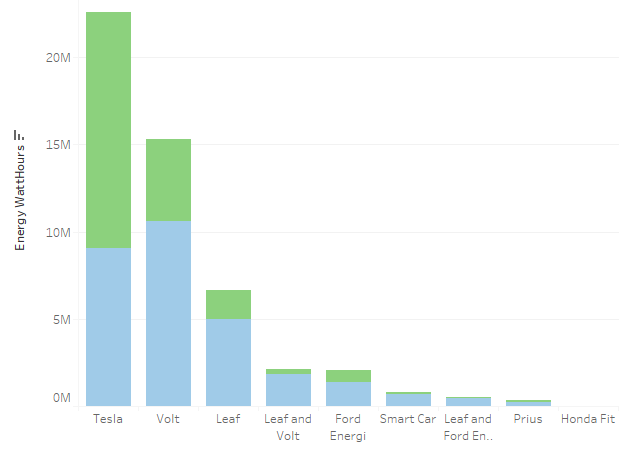 Energy WattHours
20M
15M
10M
5M
0M
Tesla
Volt
Leaf
Leaf and
Volt
Ford
Energi
Smart Car
Leaf and
Ford En..
Prius
Honda Fit